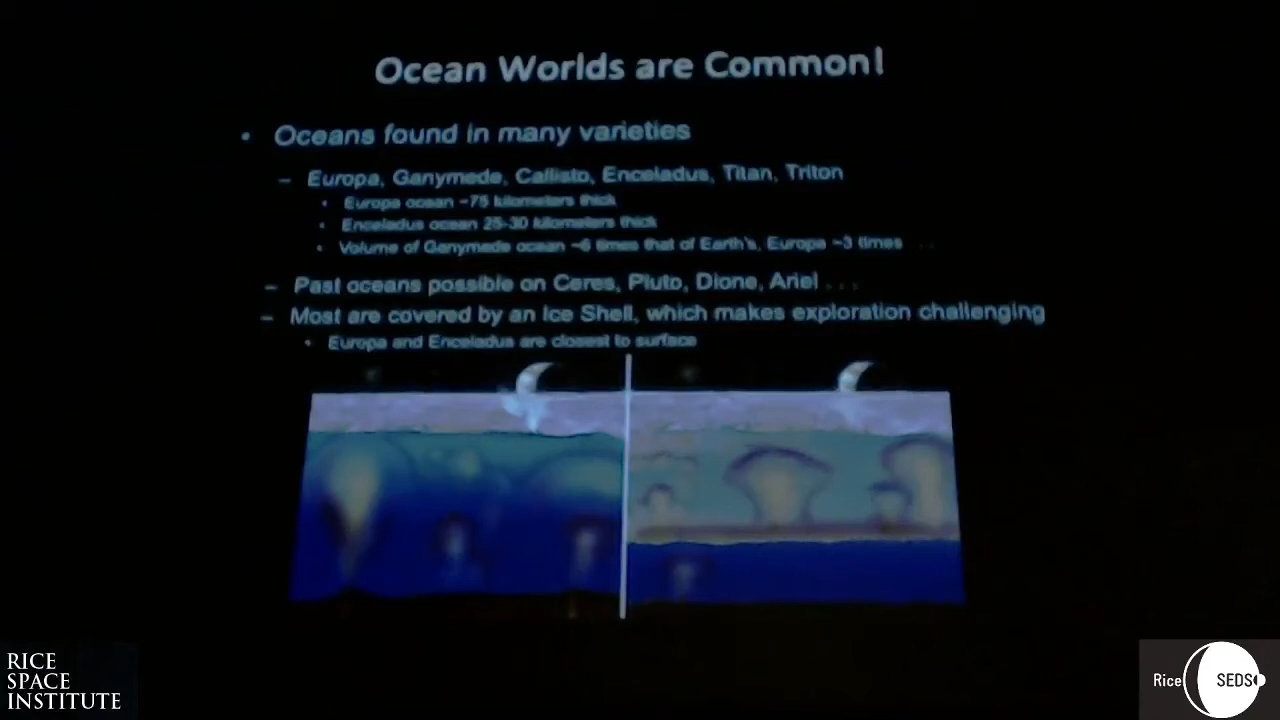 Ocean Worlds are Common!
• Oceans found in many varieties
– Europa, Ganymede, Callisto, Enceladus, Titan, Triton
• Europa ocean ~75 kilometers thick
• Enceladus ocean 25-30 kilometers thick
• Volume of Ganymede ocean ~6 times that of Earth's, Europa ~3 times . . .
– Past oceans possible on Ceres, Pluto, Dione, Ariel . . .
– Most are covered by an Ice Shell, which makes exploration challenging
• Europa and Enceladus are closest to surface
RICE
SPACE
INSTITUTE
Rice SEDS